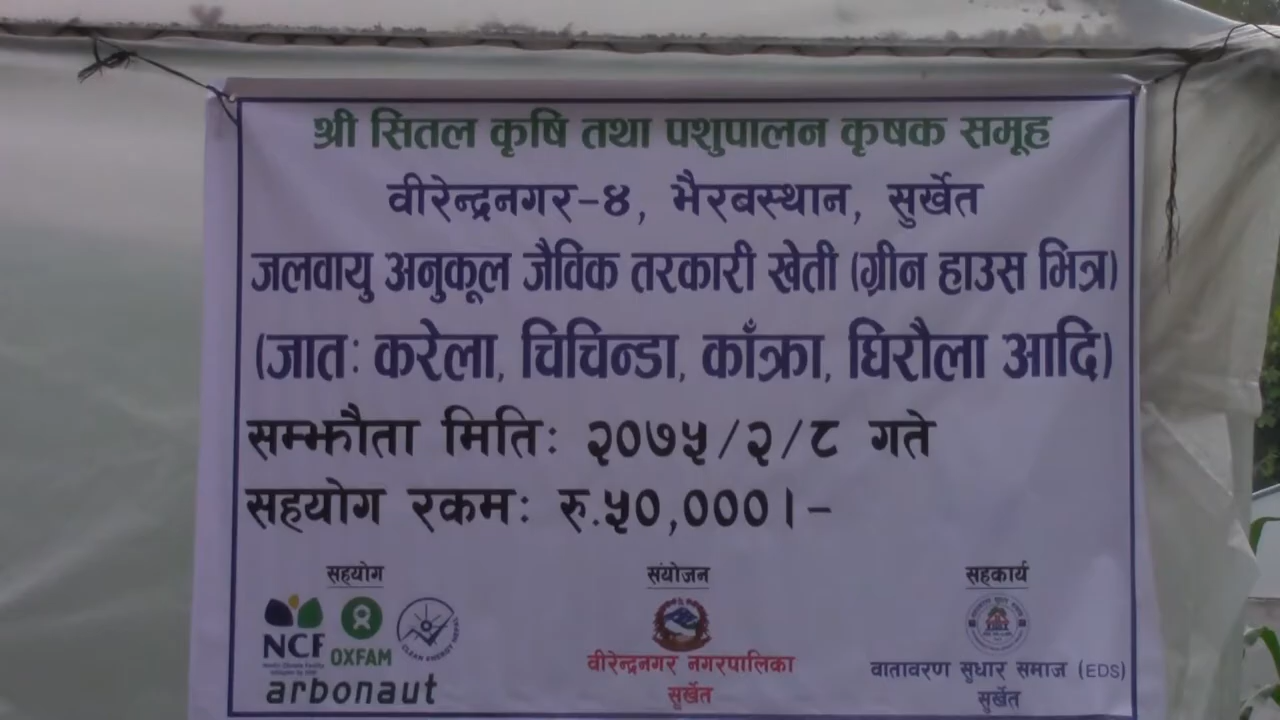 श्री सितल कृषि तथा पशुपालन कृषक समूह
वीरेन्द्रनगर-४, भैरबस्थान, सुर्खेत
जलवायु अनुकूल जैविक तरकारी खेती (ग्रीन हाउस भित्र)
(जातः करेला, चिचिन्डा, काँक्रा, घिरौला आदि)
सम्झौता मितिः २०७५/२/८ गते
सहयोग रकमः रु.५०,०००।-
सहयोग
NCF
OXFAM
CLEAN ENERGY NEPAL
arbonaut
संयोजन
वीरेन्द्रनगर नगरपालिका
सुर्खेत
सहकार्य
वातावरण सुधार समाज (EDS)
सुर्खेत